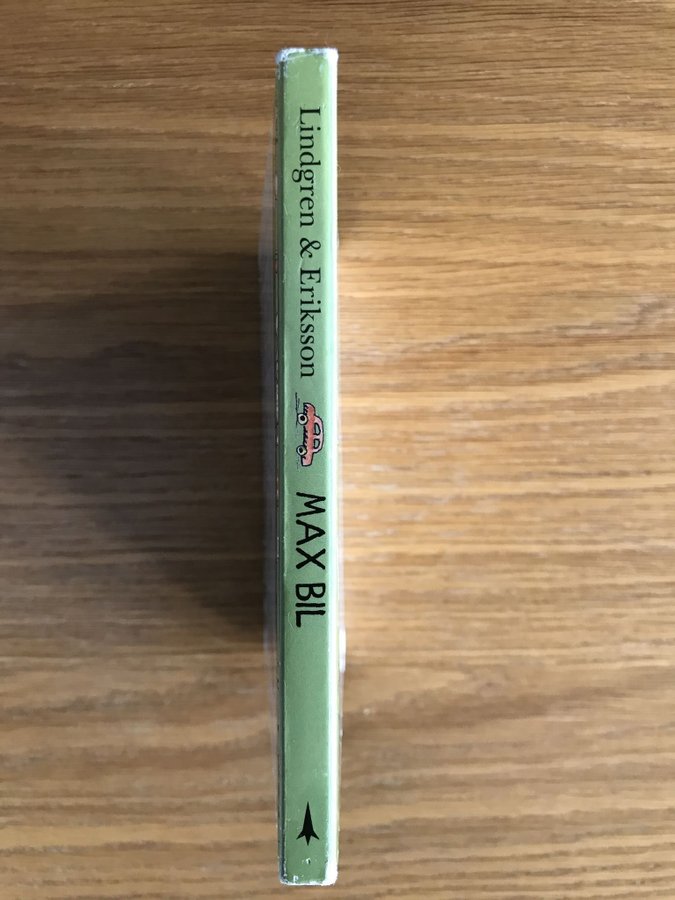 Lindgren & Eriksson
MAX BIL